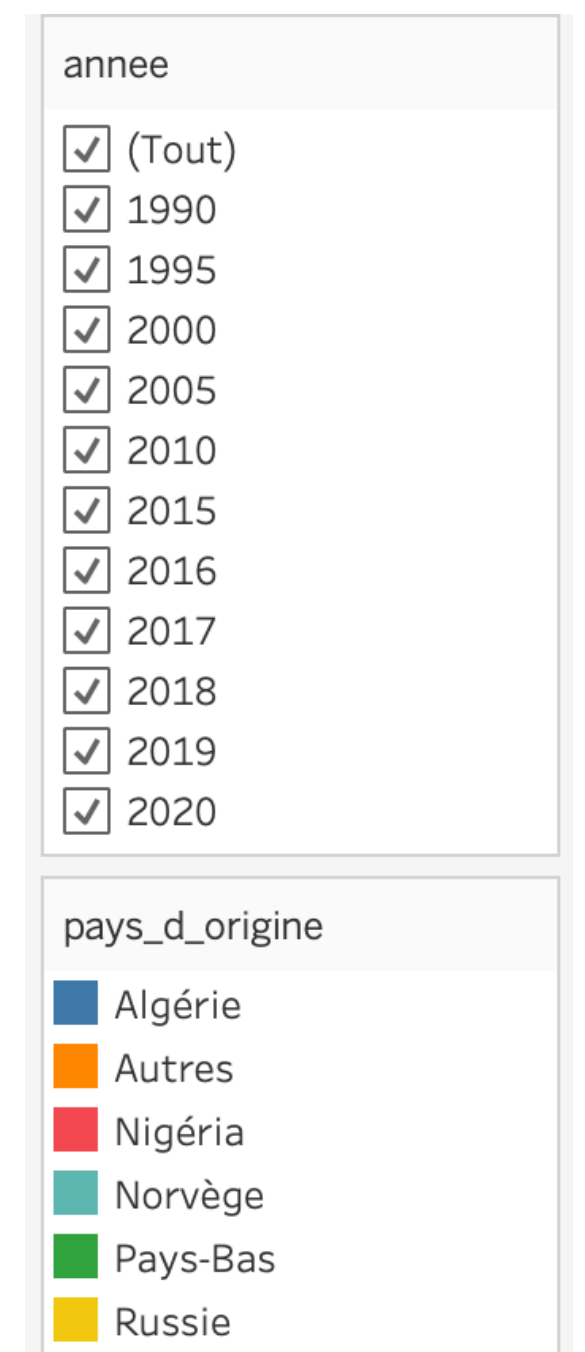 annee
(Tout)
1990
1995
2000
2005
2010
2015
2016
2017
2018
2019
2020
pays_d_origine
Algérie
Autres
Nigéria
Norvège
Pays-Bas
Russie